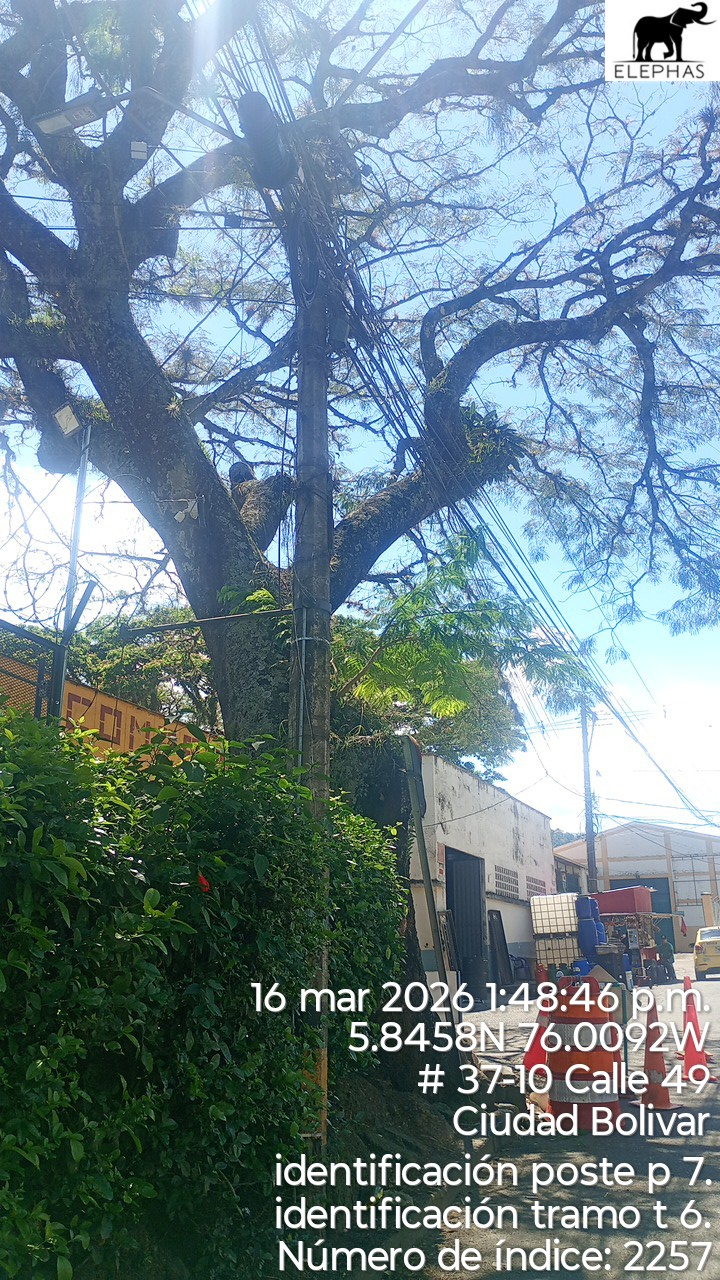 ELEPHAS
16 mar 2026 1:48:46 p.m.
5.8458N 76.0092W
# 37-10 Calle 49
Ciudad Bolivar
identificación poste p 7.
identificación tramo t 6.
Número de índice: 2257